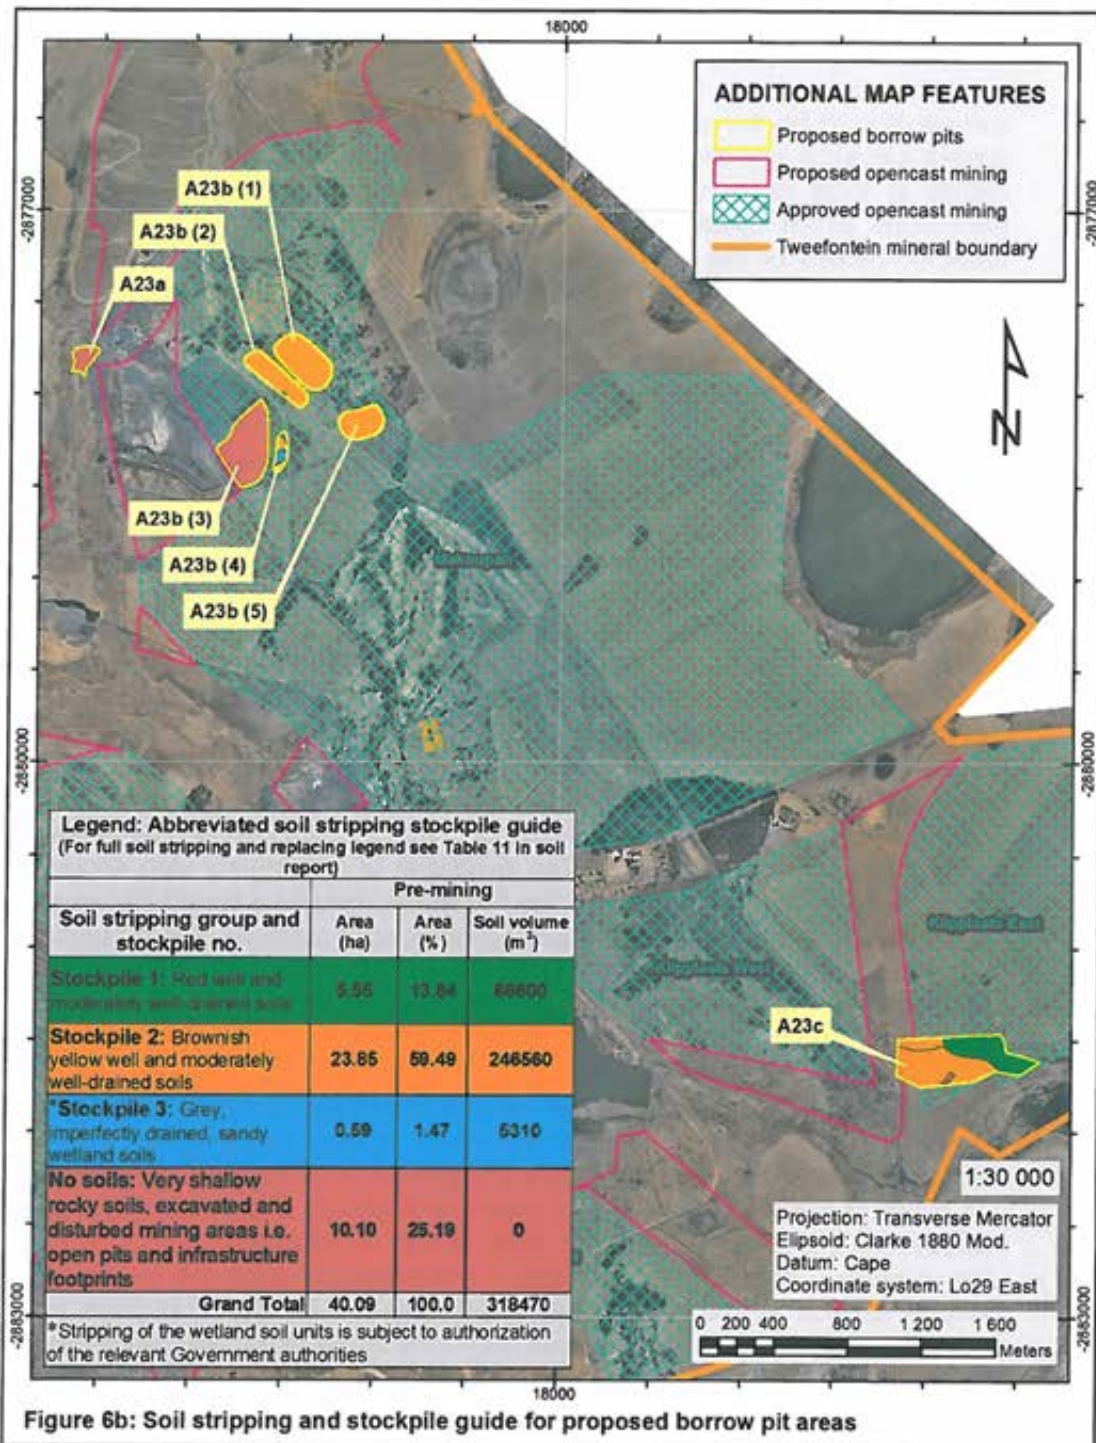 18000
ADDITIONAL MAP FEATURES
Proposed borrow pits
Proposed opencast mining
Approved opencast mining
Tweefontein mineral boundary
-2877000
-2877000
A23b (1)
A23b (2)
A23a
N
A23b (3)
A23b (4)
A23b (5)
-2880000
-2880000
Legend: Abbreviated soil stripping stockpile guide
(For full soil stripping and replacing legend see Table 11 in soil
report)
Pre-mining
Soil stripping group and
stockpile no.
Area
(ha)
Area
(%)
Soil volume
(m³)
Stockpile 1: Red well and
moderately well-drained soils
5.55
13.84
66600
Stockpile 2: Brownish
yellow well and moderately
well-drained soils
23.85
59.49
246560
*Stockpile 3: Grey,
imperfectly drained, sandy
wetland soils
0.59
1.47
5310
No soils: Very shallow
rocky soils, excavated and
disturbed mining areas i.e.
open pits and infrastructure
footprints
10.10
25.19
0
Grand Total
40.09
100.0
318470
*Stripping of the wetland soil units is subject to authorization
of the relevant Government authorities
Klipplaats East
Klipplaats West
A23c
1:30 000
Projection: Transverse Mercator
Elipsoid: Clarke 1880 Mod.
Datum: Cape
Coordinate system: Lo29 East
0 200 400 800 1 200 1 600
Meters
-2883000
-2883000
18000
Figure 6b: Soil stripping and stockpile guide for proposed borrow pit areas